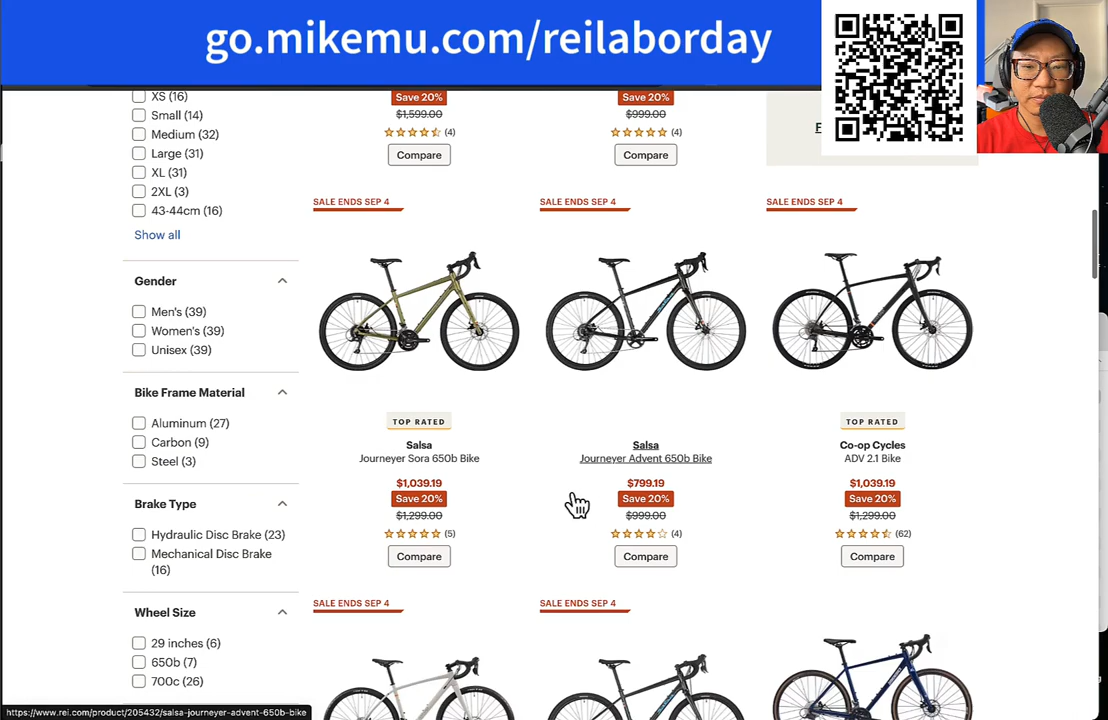 go.mikemu.com/reilaborday
XS (16)
Small (14)
Medium (32)
Large (31)
XL (31)
2XL (3)
43-44cm (16)
Show all
Gender
Men's (39)
Women's (39)
Unisex (39)
Bike Frame Material
Aluminum (27)
Carbon (9)
Steel (3)
Brake Type
Hydraulic Disc Brake (23)
Mechanical Disc Brake
(16)
Wheel Size
29 inches (6)
650b (7)
700c (26)
Save 20%
$1,599.00
(4)
Compare
Save 20%
$999.00
(4)
Compare
F
SALE ENDS SEP 4
TOP RATED
Salsa
Journeyer Sora 650b Bike
$1,039.19
Save 20%
$1,299.00
(5)
Compare
SALE ENDS SEP 4
Salsa
Journeyer Advent 650b Bike
$799.19
Save 20%
$999.00
(4)
Compare
SALE ENDS SEP 4
TOP RATED
Co-op Cycles
ADV 2.1 Bike
$1,039.19
Save 20%
$1,299.00
(62)
Compare
SALE ENDS SEP 4
SALE ENDS SEP 4
https://www.rei.com/product/205432/salsa-journeyer-advent-650b-bike